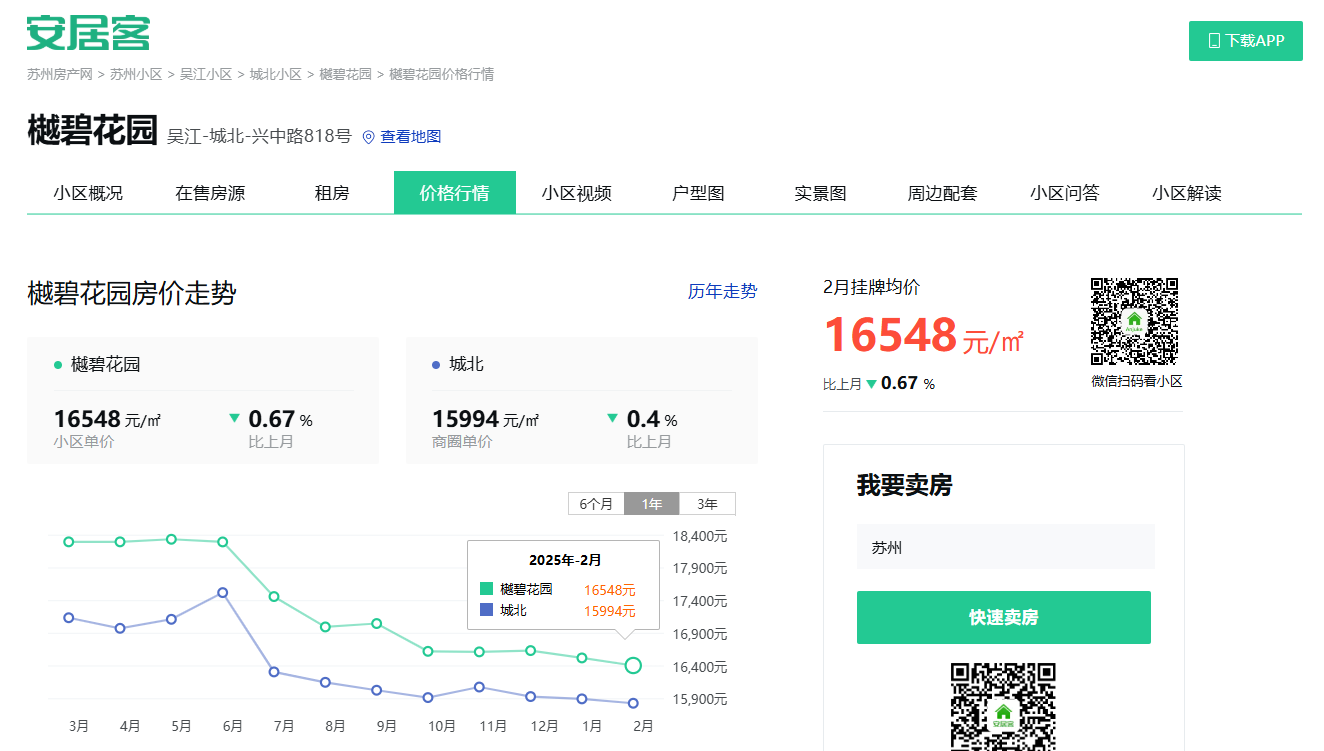 安居客
下载APP
苏州房产网 > 苏州小区 > 吴江小区 > 城北小区 > 樾碧花园 > 樾碧花园价格行情
樾碧花园 吴江-城北-兴中路818号 查看地图
小区概况 在售房源 租房 价格行情 小区视频 户型图 实景图 周边配套 小区问答 小区解读
樾碧花园房价走势 历年走势
樾碧花园
16548 元/㎡ 0.67 %
小区单价 比上月
城北
15994 元/㎡ 0.4 %
商圈单价 比上月
6个月 1年 3年
18,400元
17,900元
17,400元
16,900元
16,400元
15,900元
2025年-2月
樾碧花园 16548元
城北 15994元
3月 4月 5月 6月 7月 8月 9月 10月 11月 12月 1月 2月
2月挂牌均价
16548 元/㎡
比上月 0.67 %
Anjuke
微信扫码看小区
我要卖房
苏州
快速卖房
安居客